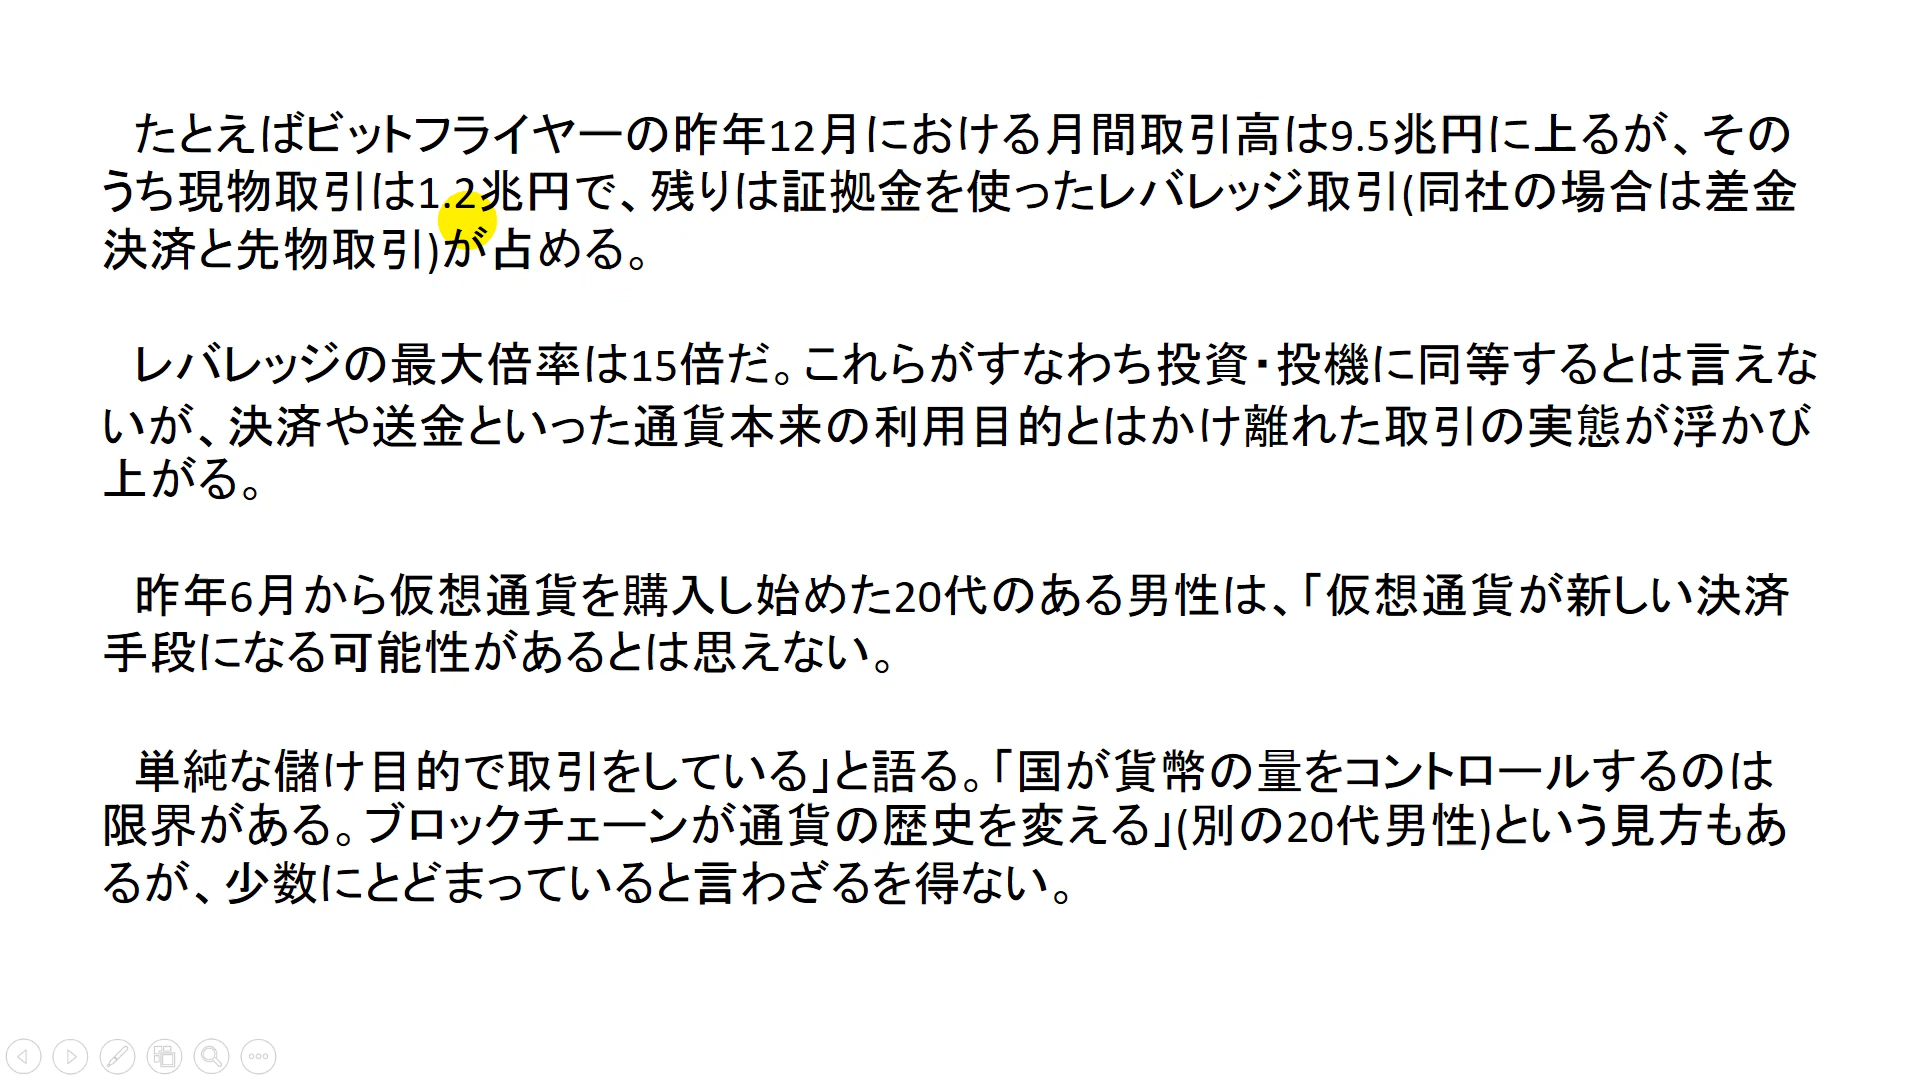 たとえばビットフライヤーの昨年12月における月間取引高は9.5兆円に上るが、その
うち現物取引は1.2兆円で、残りは証拠金を使ったレバレッジ取引(同社の場合は差金
決済と先物取引)が占める。
レバレッジの最大倍率は15倍だ。これらがすなわち投資・投機に同等するとは言えな
いが、決済や送金といった通貨本来の利用目的とはかけ離れた取引の実態が浮かび
上がる。
昨年6月から仮想通貨を購入し始めた20代のある男性は、「仮想通貨が新しい決済
手段になる可能性があるとは思えない。
単純な儲け目的で取引をしている」と語る。「国が貨幣の量をコントロールするのは
限界がある。ブロックチェーンが通貨の歴史を変える」(別の20代男性)という見方もあ
るが、少数にとどまっていると言わざるを得ない。